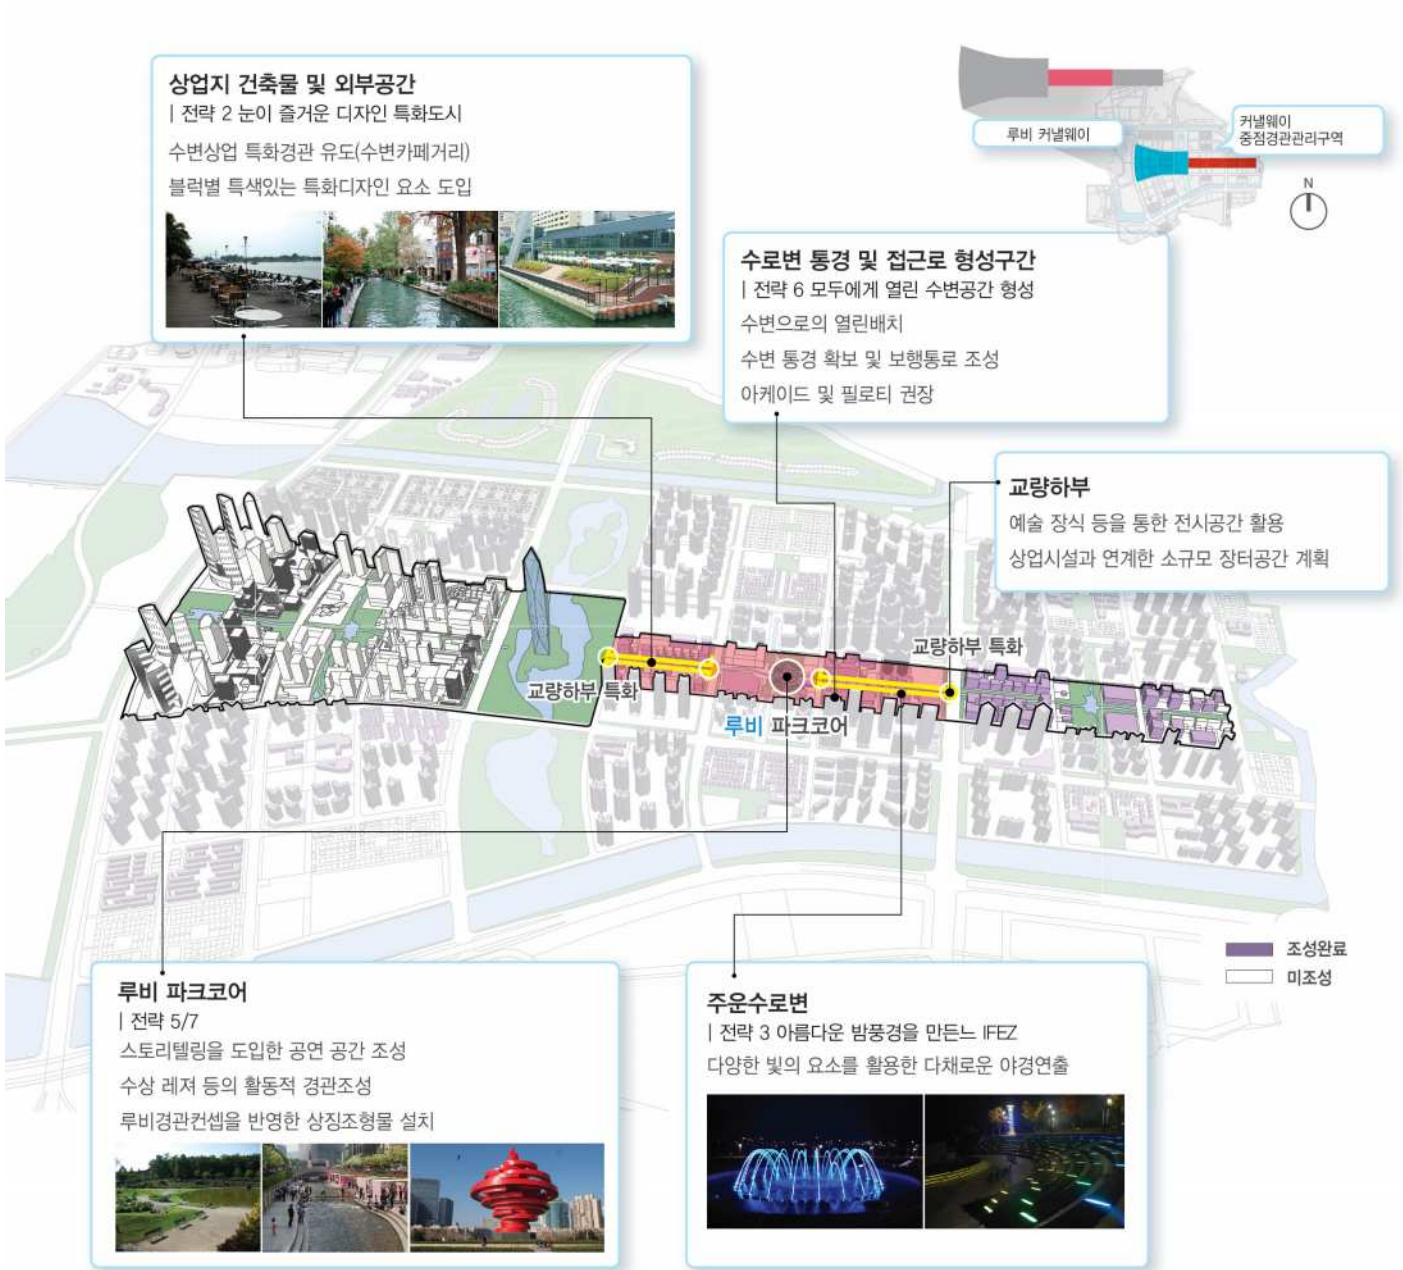 상업지 건축물 및 외부공간
| 전략 2 눈이 즐거운 디자인 특화도시
수변상업 특화경관 유도(수변카페거리)
블럭별 특색있는 특화디자인 요소 도입
루비 커낼웨이
커낼웨이
중점경관관리구역
N
수로변 통경 및 접근로 형성구간
| 전략 6 모두에게 열린 수변공간 형성
수변으로의 열린배치
수변 통경 확보 및 보행통로 조성
아케이드 및 필로티 권장
교량하부
예술 장식 등을 통한 전시공간 활용
상업시설과 연계한 소규모 장터공간 계획
교량하부 특화
교량하부 특화
루비 파크코어
조성완료
미조성
루비 파크코어
| 전략 5/7
스토리텔링을 도입한 공연 공간 조성
수상 레져 등의 활동적 경관조성
루비경관컨셉을 반영한 상징조형물 설치
주운수로변
| 전략 3 아름다운 밤풍경을 만든느 IFEZ
다양한 빛의 요소를 활용한 다채로운 야경연출